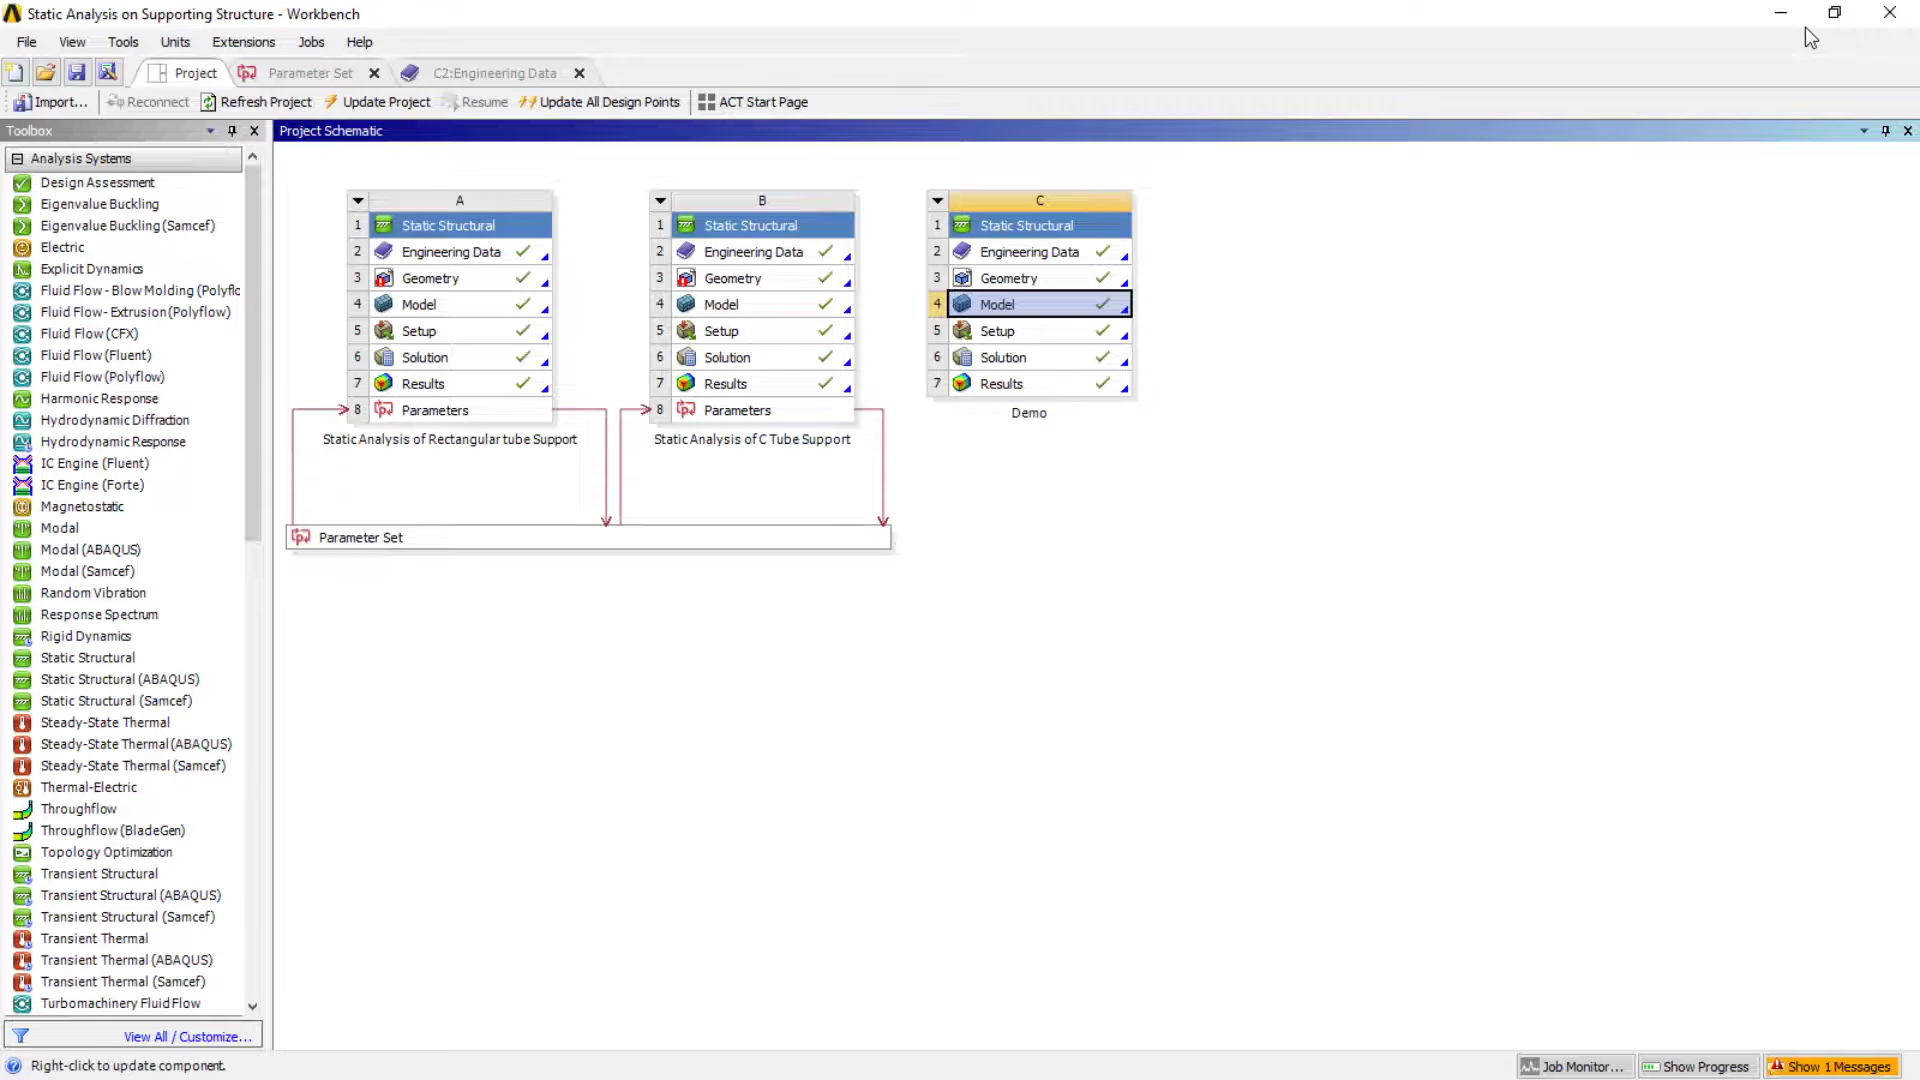 Static Analysis on Supporting Structure - Workbench
File View Tools Units Extensions Jobs Help
Project Parameter Set C2:Engineering Data
Import... Reconnect Refresh Project Update Project Resume Update All Design Points ACT Start Page
Toolbox
Analysis Systems
Design Assessment
Eigenvalue Buckling
Eigenvalue Buckling (Samcef)
Electric
Explicit Dynamics
Fluid Flow - Blow Molding (Polyflo
Fluid Flow- Extrusion (Polyflow)
Fluid Flow (CFX)
Fluid Flow (Fluent)
Fluid Flow (Polyflow)
Harmonic Response
Hydrodynamic Diffraction
Hydrodynamic Response
IC Engine (Fluent)
IC Engine (Forte)
Magnetostatic
Modal
Modal (ABAQUS)
Modal (Samcef)
Random Vibration
Response Spectrum
Rigid Dynamics
Static Structural
Static Structural (ABAQUS)
Static Structural (Samcef)
Steady-State Thermal
Steady-State Thermal (ABAQUS)
Steady-State Thermal (Samcef)
Thermal-Electric
Throughflow
Throughflow (BladeGen)
Topology Optimization
Transient Structural
Transient Structural (ABAQUS)
Transient Structural (Samcef)
Transient Thermal
Transient Thermal (ABAQUS)
Transient Thermal (Samcef)
Turbomachinery Fluid Flow
View All / Customize...
Project Schematic
A
1 Static Structural
2 Engineering Data
3 Geometry
4 Model
5 Setup
6 Solution
7 Results
8 Parameters
Static Analysis of Rectangular tube Support
B
1 Static Structural
2 Engineering Data
3 Geometry
4 Model
5 Setup
6 Solution
7 Results
8 Parameters
Static Analysis of C Tube Support
C
1 Static Structural
2 Engineering Data
3 Geometry
4 Model
5 Setup
6 Solution
7 Results
Demo
Parameter Set
Right-click to update component.
Job Monitor... Show Progress Show 1 Messages